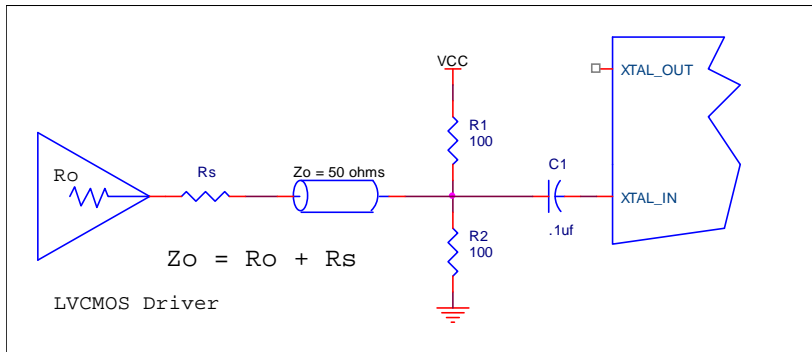 VCC
XTAL_OUT
R1
100
C1
Ro
Rs
Zo = 50 ohms
XTAL_IN
.1uf
R2
100
Zo = Ro + Rs
LVCMOS Driver